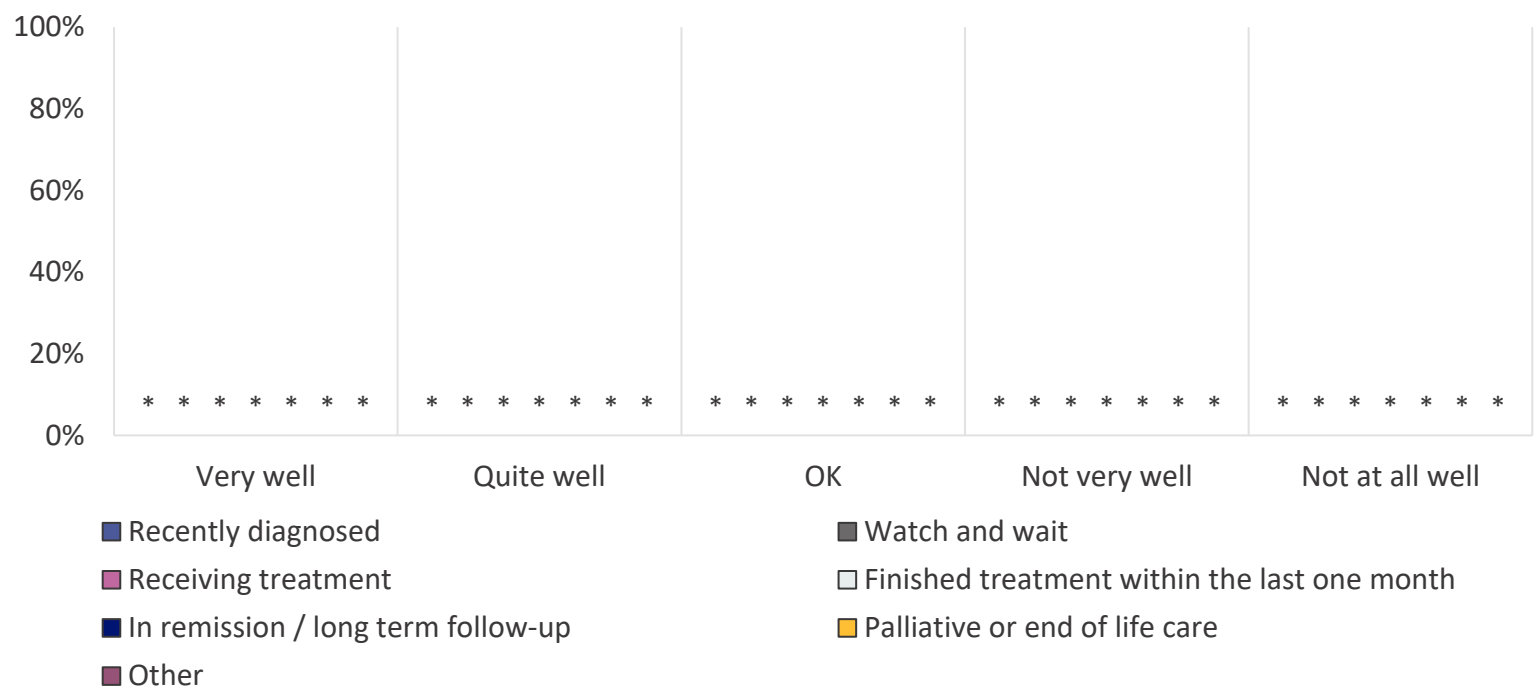 100%
80%
60%
40%
20%
* * * * * * * * * * * * * * * * * * * * * * * * * * * * * * * * * * *
0%
Very well Quite well OK Not very well Not at all well
Recently diagnosed Watch and wait
Receiving treatment Finished treatment within the last one month
In remission / long term follow-up Palliative or end of life care
Other